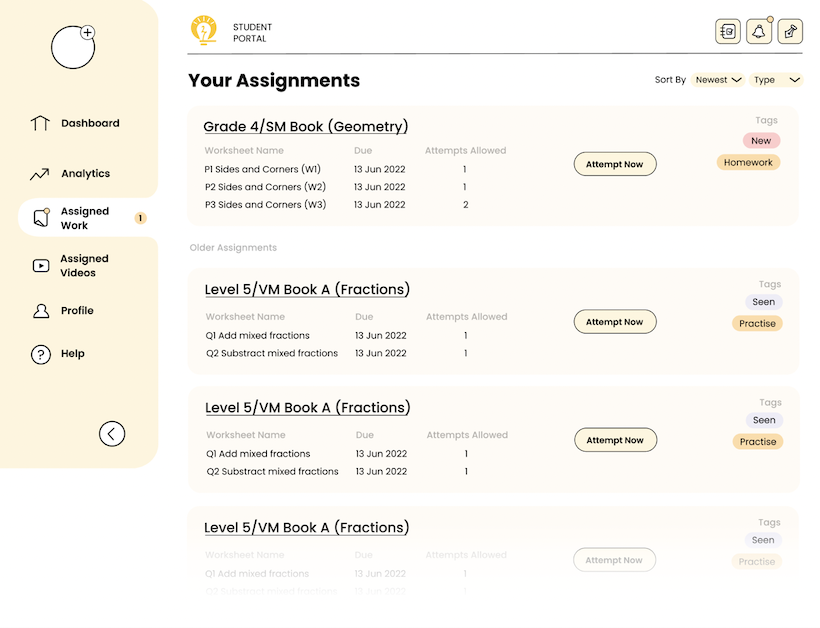 STUDENT
PORTAL
Dashboard
Analytics
Assigned
Work
1
Assigned
Videos
Profile
?
Help
Your Assignments
Sort By Newest Type
Grade 4/SM Book (Geometry)
Tags
New
Homework
Worksheet Name Due Attempts Allowed
P1 Sides and Corners (W1) 13 Jun 2022 1
P2 Sides and Corners (W2) 13 Jun 2022 1
P3 Sides and Corners (W3) 13 Jun 2022 2
Attempt Now
Older Assignments
Level 5/VM Book A (Fractions)
Tags
Seen
Practise
Worksheet Name Due Attempts Allowed
Q1 Add mixed fractions 13 Jun 2022 1
Q2 Substract mixed fractions 13 Jun 2022 1
Attempt Now
Level 5/VM Book A (Fractions)
Tags
Seen
Practise
Worksheet Name Due Attempts Allowed
Q1 Add mixed fractions 13 Jun 2022 1
Q2 Substract mixed fractions 13 Jun 2022 1
Attempt Now
Level 5/VM Book A (Fractions)
Tags
Seen
Practise
Worksheet Name Due Attempts Allowed
Q1 Add mixed fractions 13 Jun 2022 1
Attempt Now